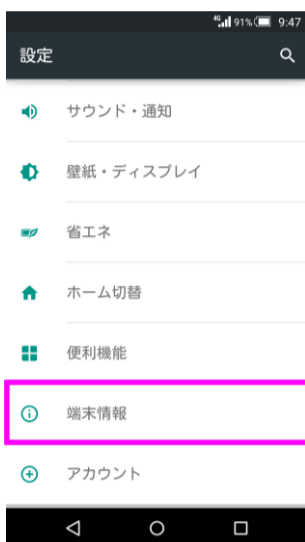 4G 91% 9:47
設定
サウンド・通知
壁紙・ディスプレイ
省エネ
ホーム切替
便利機能
端末情報
アカウント